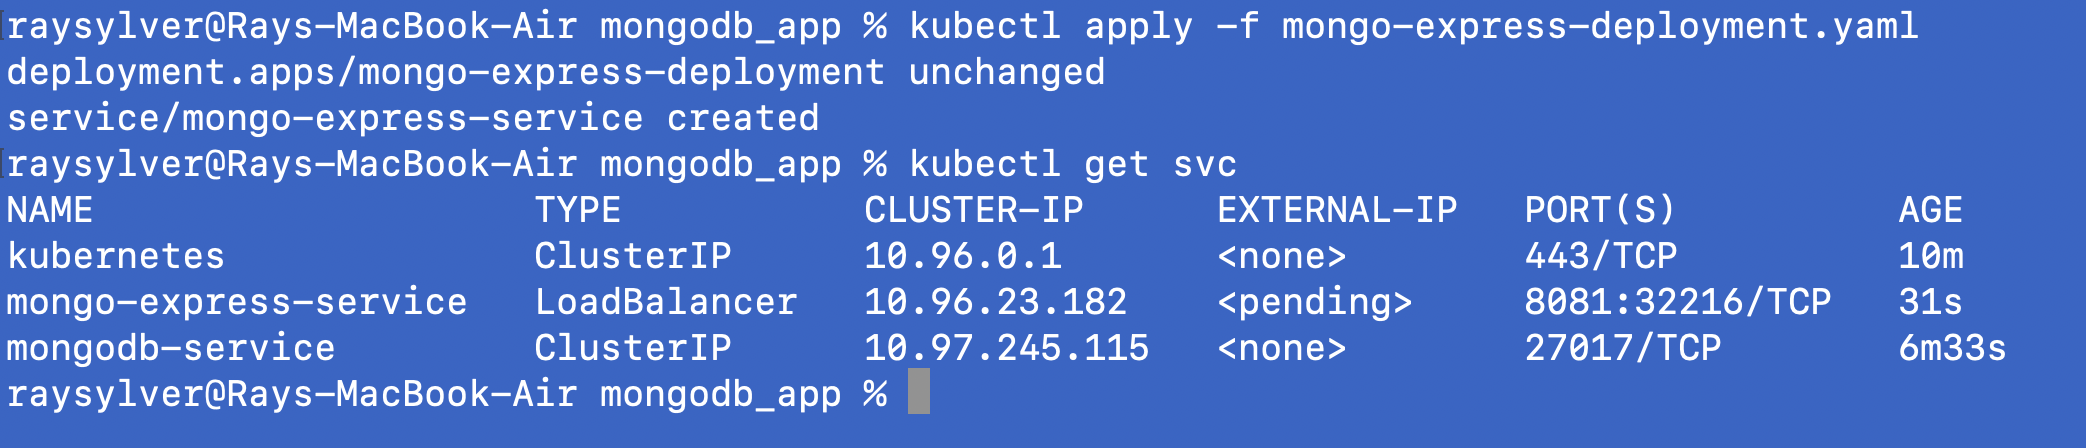 raysylver@Rays-MacBook-Air mongodb_app % kubectl apply -f mongo-express-deployment.yaml
deployment.apps/mongo-express-deployment unchanged
service/mongo-express-service created
raysylver@Rays-MacBook-Air mongodb_app % kubectl get svc
NAME TYPE CLUSTER-IP EXTERNAL-IP PORT(S) AGE
kubernetes ClusterIP 10.96.0.1 <none> 443/TCP 10m
mongo-express-service LoadBalancer 10.96.23.182 <pending> 8081:32216/TCP 31s
mongodb-service ClusterIP 10.97.245.115 <none> 27017/TCP 6m33s
raysylver@Rays-MacBook-Air mongodb_app %